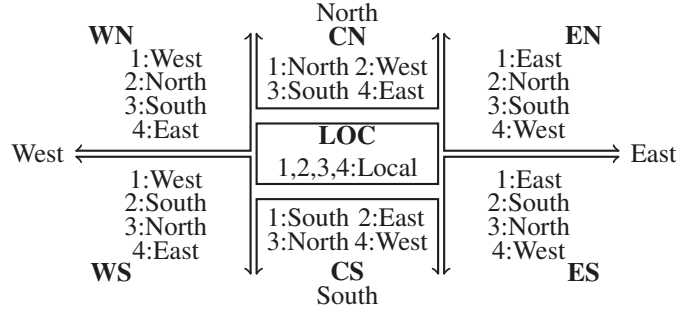 North
WN CN EN
1:West 1:North 2:West 1:East
2:North 3:South 4:East 2:North
3:South 3:South
4:East LOC 4:West
West East
1,2,3,4:Local
1:West 1:East
2:South 1:South 2:East 2:South
3:North 3:North 4:West 3:North
4:East 4:West
WS CS ES
South